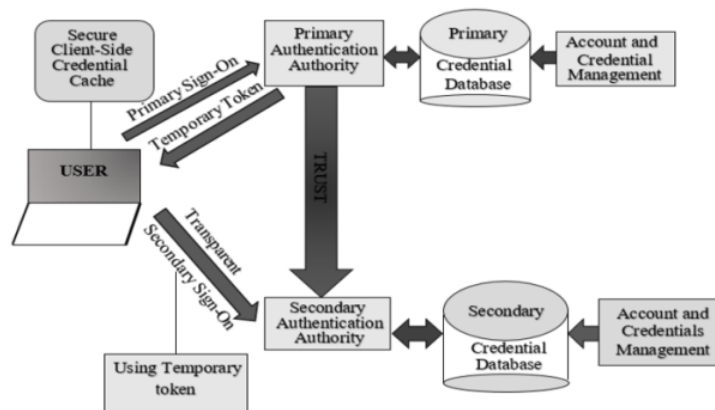 Secure
Client-Side
Credential
Cache
Primary Sign-On
Temporary Token
Primary
Authentication
Authority
Primary
Credential
Database
Account and
Credential
Management
USER
TRUST
Transparent
Secondary Sign-On
Secondary
Authentication
Authority
Secondary
Credential
Database
Account and
Credentials
Management
Using Temporary
token